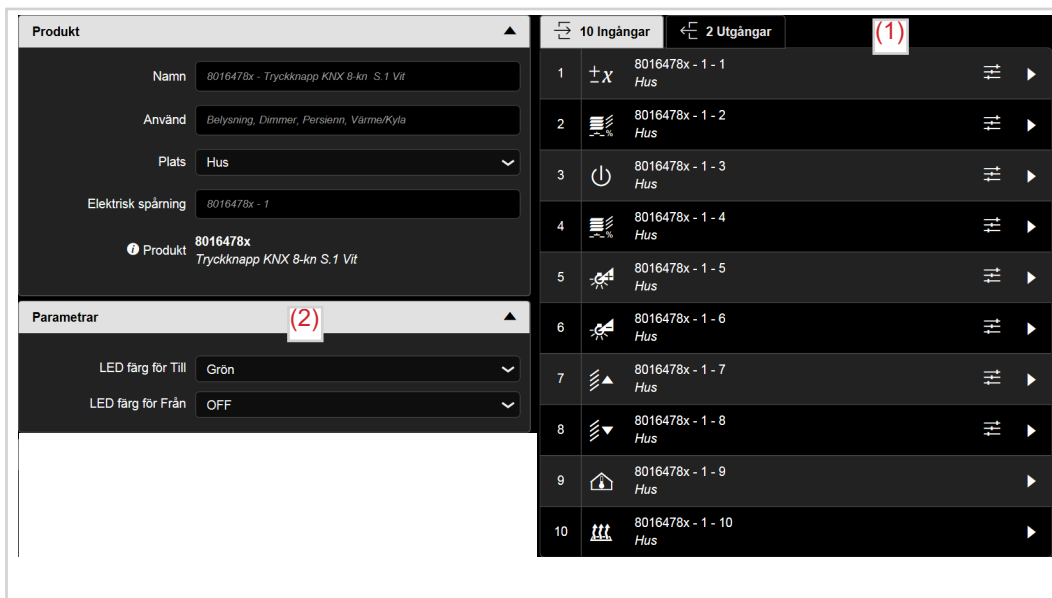 Produkt
Namn
8016478x - Tryckknapp KNX 8-kn S.1 Vit
Använd
Belysning, Dimmer, Persienn, Värme/Kyla
Plats
Hus
Elektrisk spårning
8016478x - 1
Produkt
8016478x
Tryckknapp KNX 8-kn S.1 Vit
Parametrar
(2)
LED färg för Till
Grön
LED färg för Från
OFF
10 Ingångar
2 Utgångar
(1)
1
±x
8016478x - 1 - 1
Hus
2
%
8016478x - 1 - 2
Hus
3
8016478x - 1 - 3
Hus
4
%
8016478x - 1 - 4
Hus
5
8016478x - 1 - 5
Hus
6
8016478x - 1 - 6
Hus
7
8016478x - 1 - 7
Hus
8
8016478x - 1 - 8
Hus
9
8016478x - 1 - 9
Hus
10
8016478x - 1 - 10
Hus